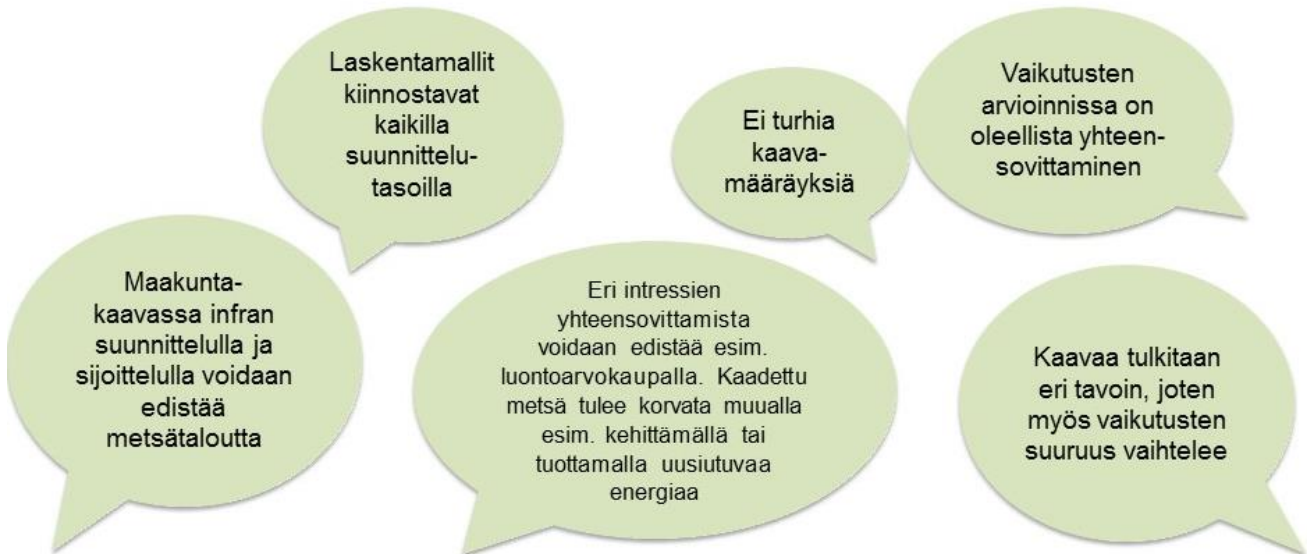 Laskentamallit
kiinnostavat
kaikilla
suunnittelu-
tasoilla
Ei turhia
kaava-
määräyksiä
Vaikutusten
arvioinnissa on
oleellista yhteen-
sovittaminen
Maakunta-
kaavassa infran
suunnittelulla ja
sijoittelulla voidaan
edistää
metsätaloutta
Eri intressien
yhteensovittamista
voidaan edistää esim.
luontoarvokaupalla. Kaadettu
metsä tulee korvata muualla
esim. kehittämällä tai
tuottamalla uusiutuvaa
energiaa
Kaavaa tulkitaan
eri tavoin, joten
myös vaikutusten
suuruus vaihtelee